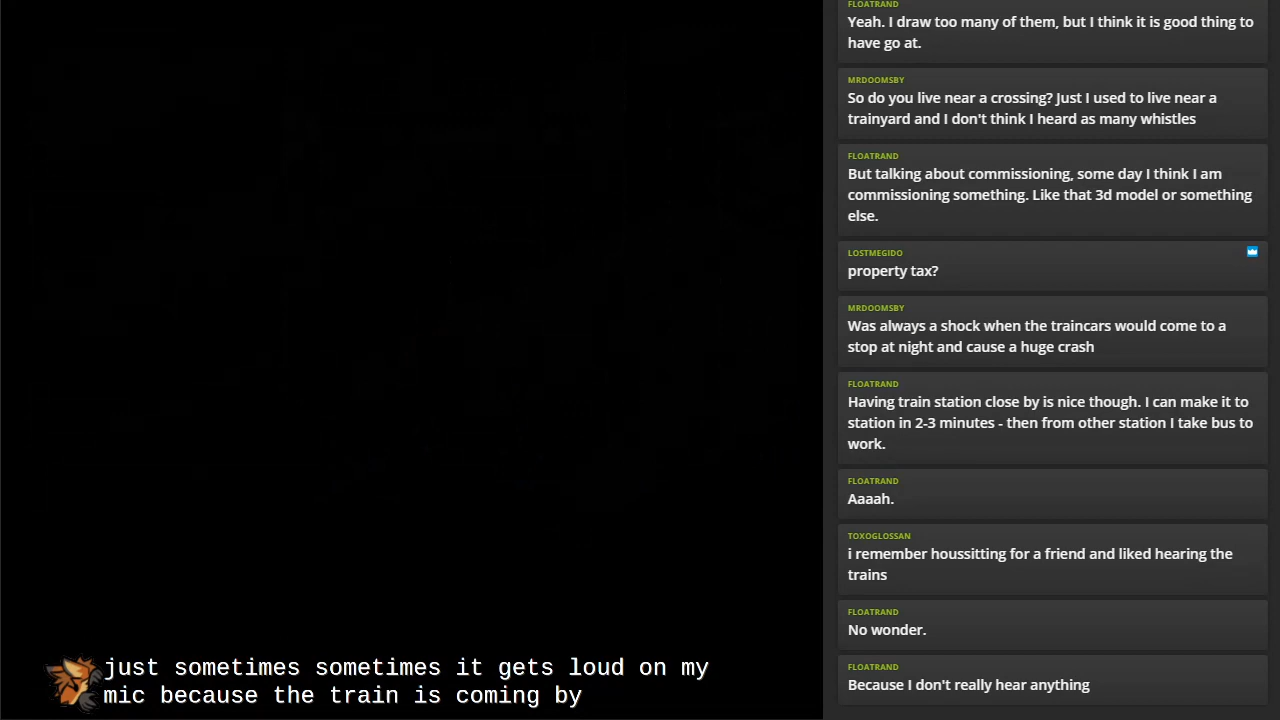 FLOATRAND
Yeah. I draw too many of them, but I think it is good thing to
have go at.
MRDOOMSBY
So do you live near a crossing? Just I used to live near a
trainyard and I don't think I heard as many whistles
FLOATRAND
But talking about commissioning, some day I think I am
commissioning something. Like that 3d model or something
else.
LOSTMEGIDO
property tax?
MRDOOMSBY
Was always a shock when the traincars would come to a
stop at night and cause a huge crash
FLOATRAND
Having train station close by is nice though. I can make it to
station in 2-3 minutes - then from other station I take bus to
work.
FLOATRAND
Aaaah.
TOXOGLOSSAN
i remember houssitting for a friend and liked hearing the
trains
FLOATRAND
No wonder.
FLOATRAND
Because I don't really hear anything
just sometimes sometimes it gets loud on my
mic because the train is coming by